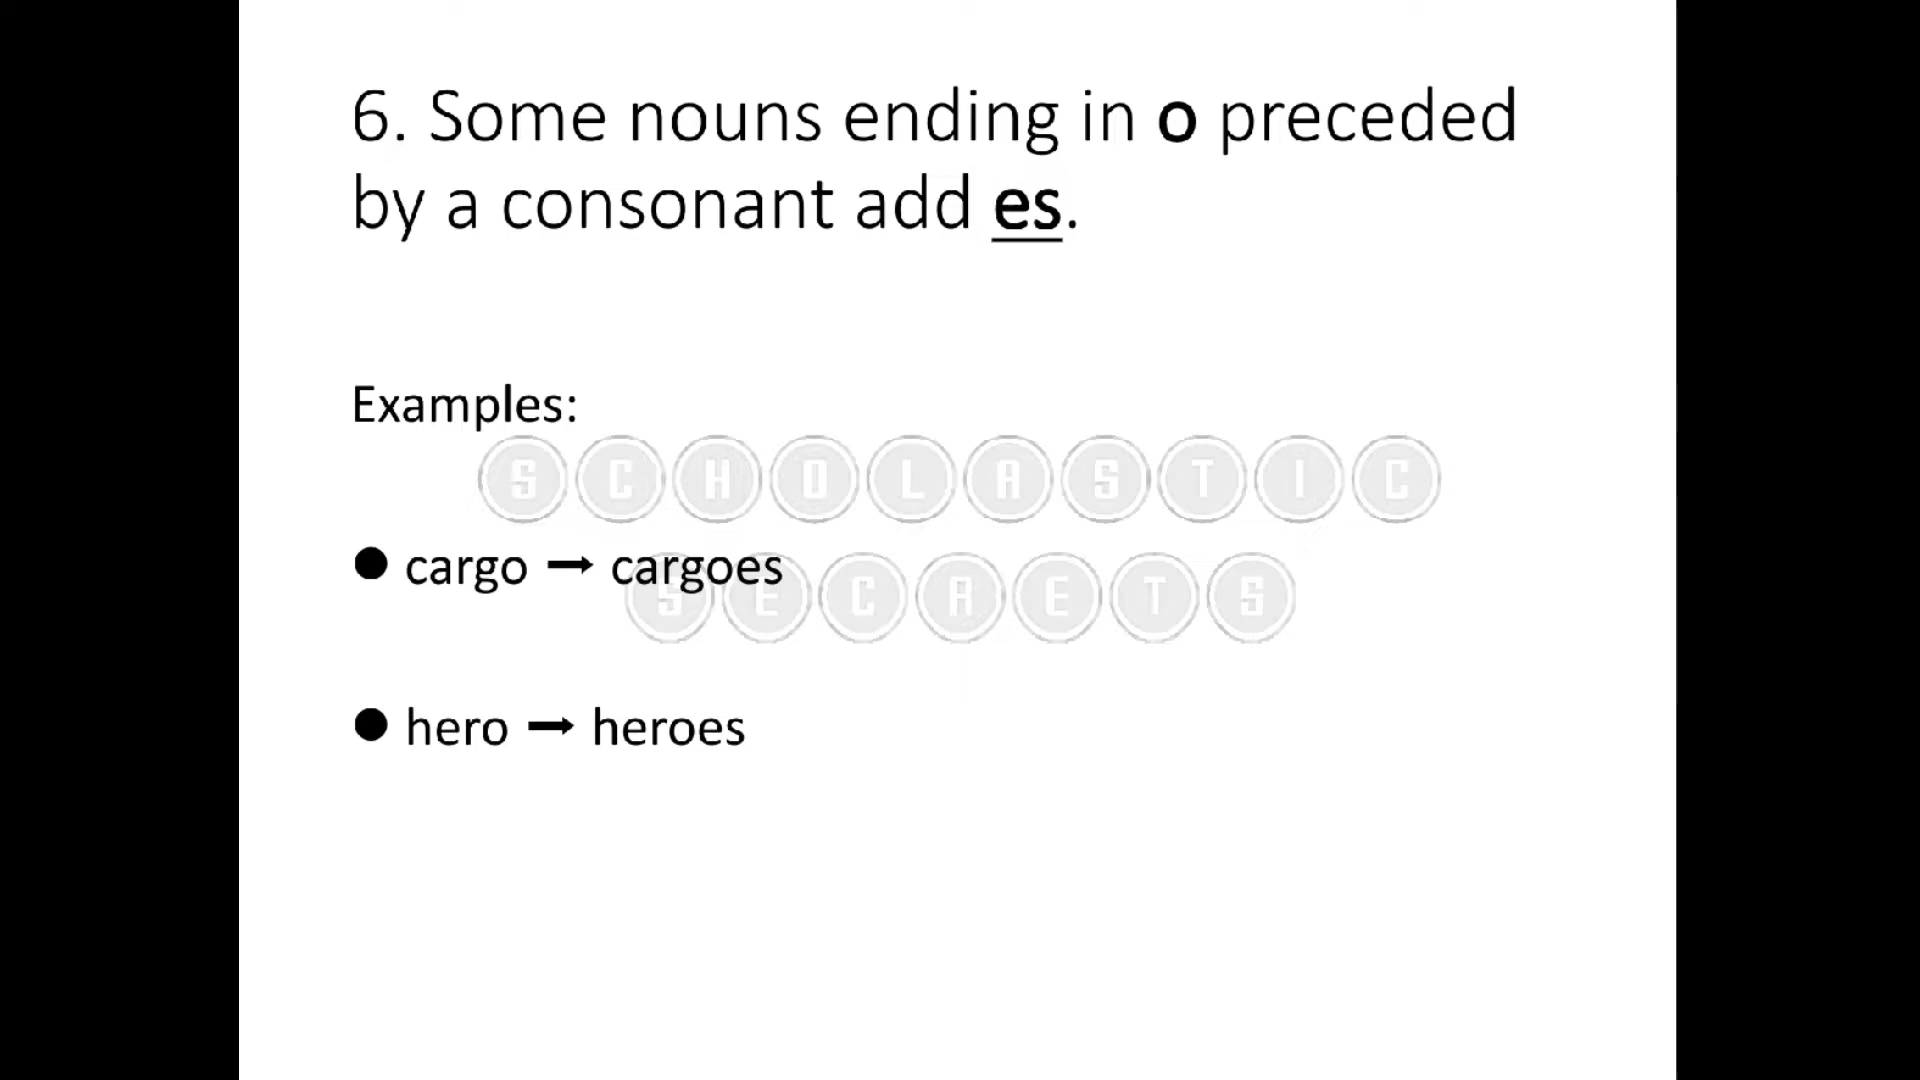 6. Some nouns ending in o preceded
by a consonant add es.
Examples:
SCHOLASTIC
● cargo → cargoes
SECRETS
● hero → heroes